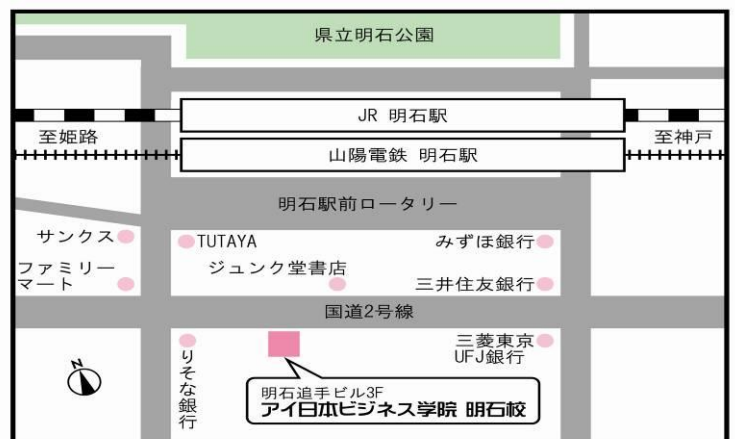 県立明石公園
JR 明石駅
至姫路
至神戸
山陽電鉄 明石駅
明石駅前ロータリー
サンクス
TUTAYA
みずほ銀行
ファミリー
マート
ジュンク堂書店
三井住友銀行
国道2号線
りそな銀行
三菱東京
UFJ銀行
N
明石追手ビル3F
アイ日本ビジネス学院 明石校